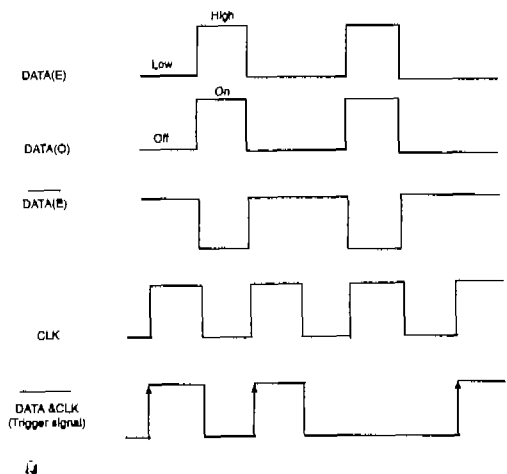 High
Low
DATA(E)
On
Off
DATA(O)
DATA(E)
CLK
DATA &CLK
(Trigger signal)